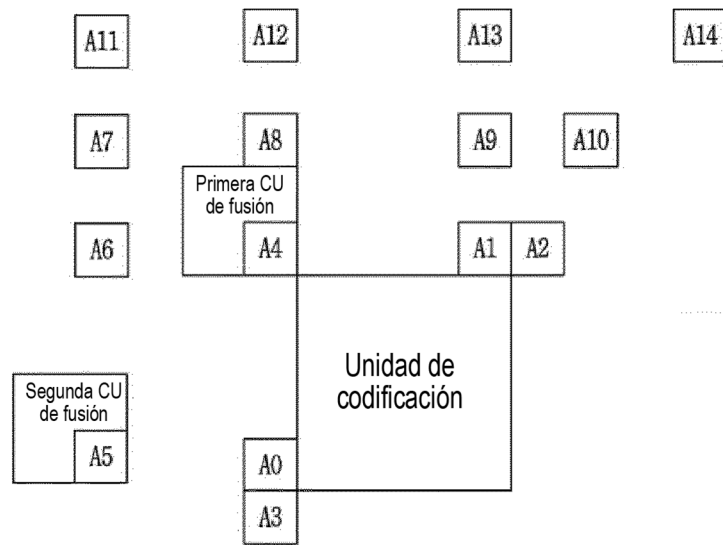 A11 A12 A13 A14
A7 A8 A9 A10
Primera CU
de fusión
A6 A4 A1 A2
Unidad de
codificación
Segunda CU
de fusión
A5 A0
A3